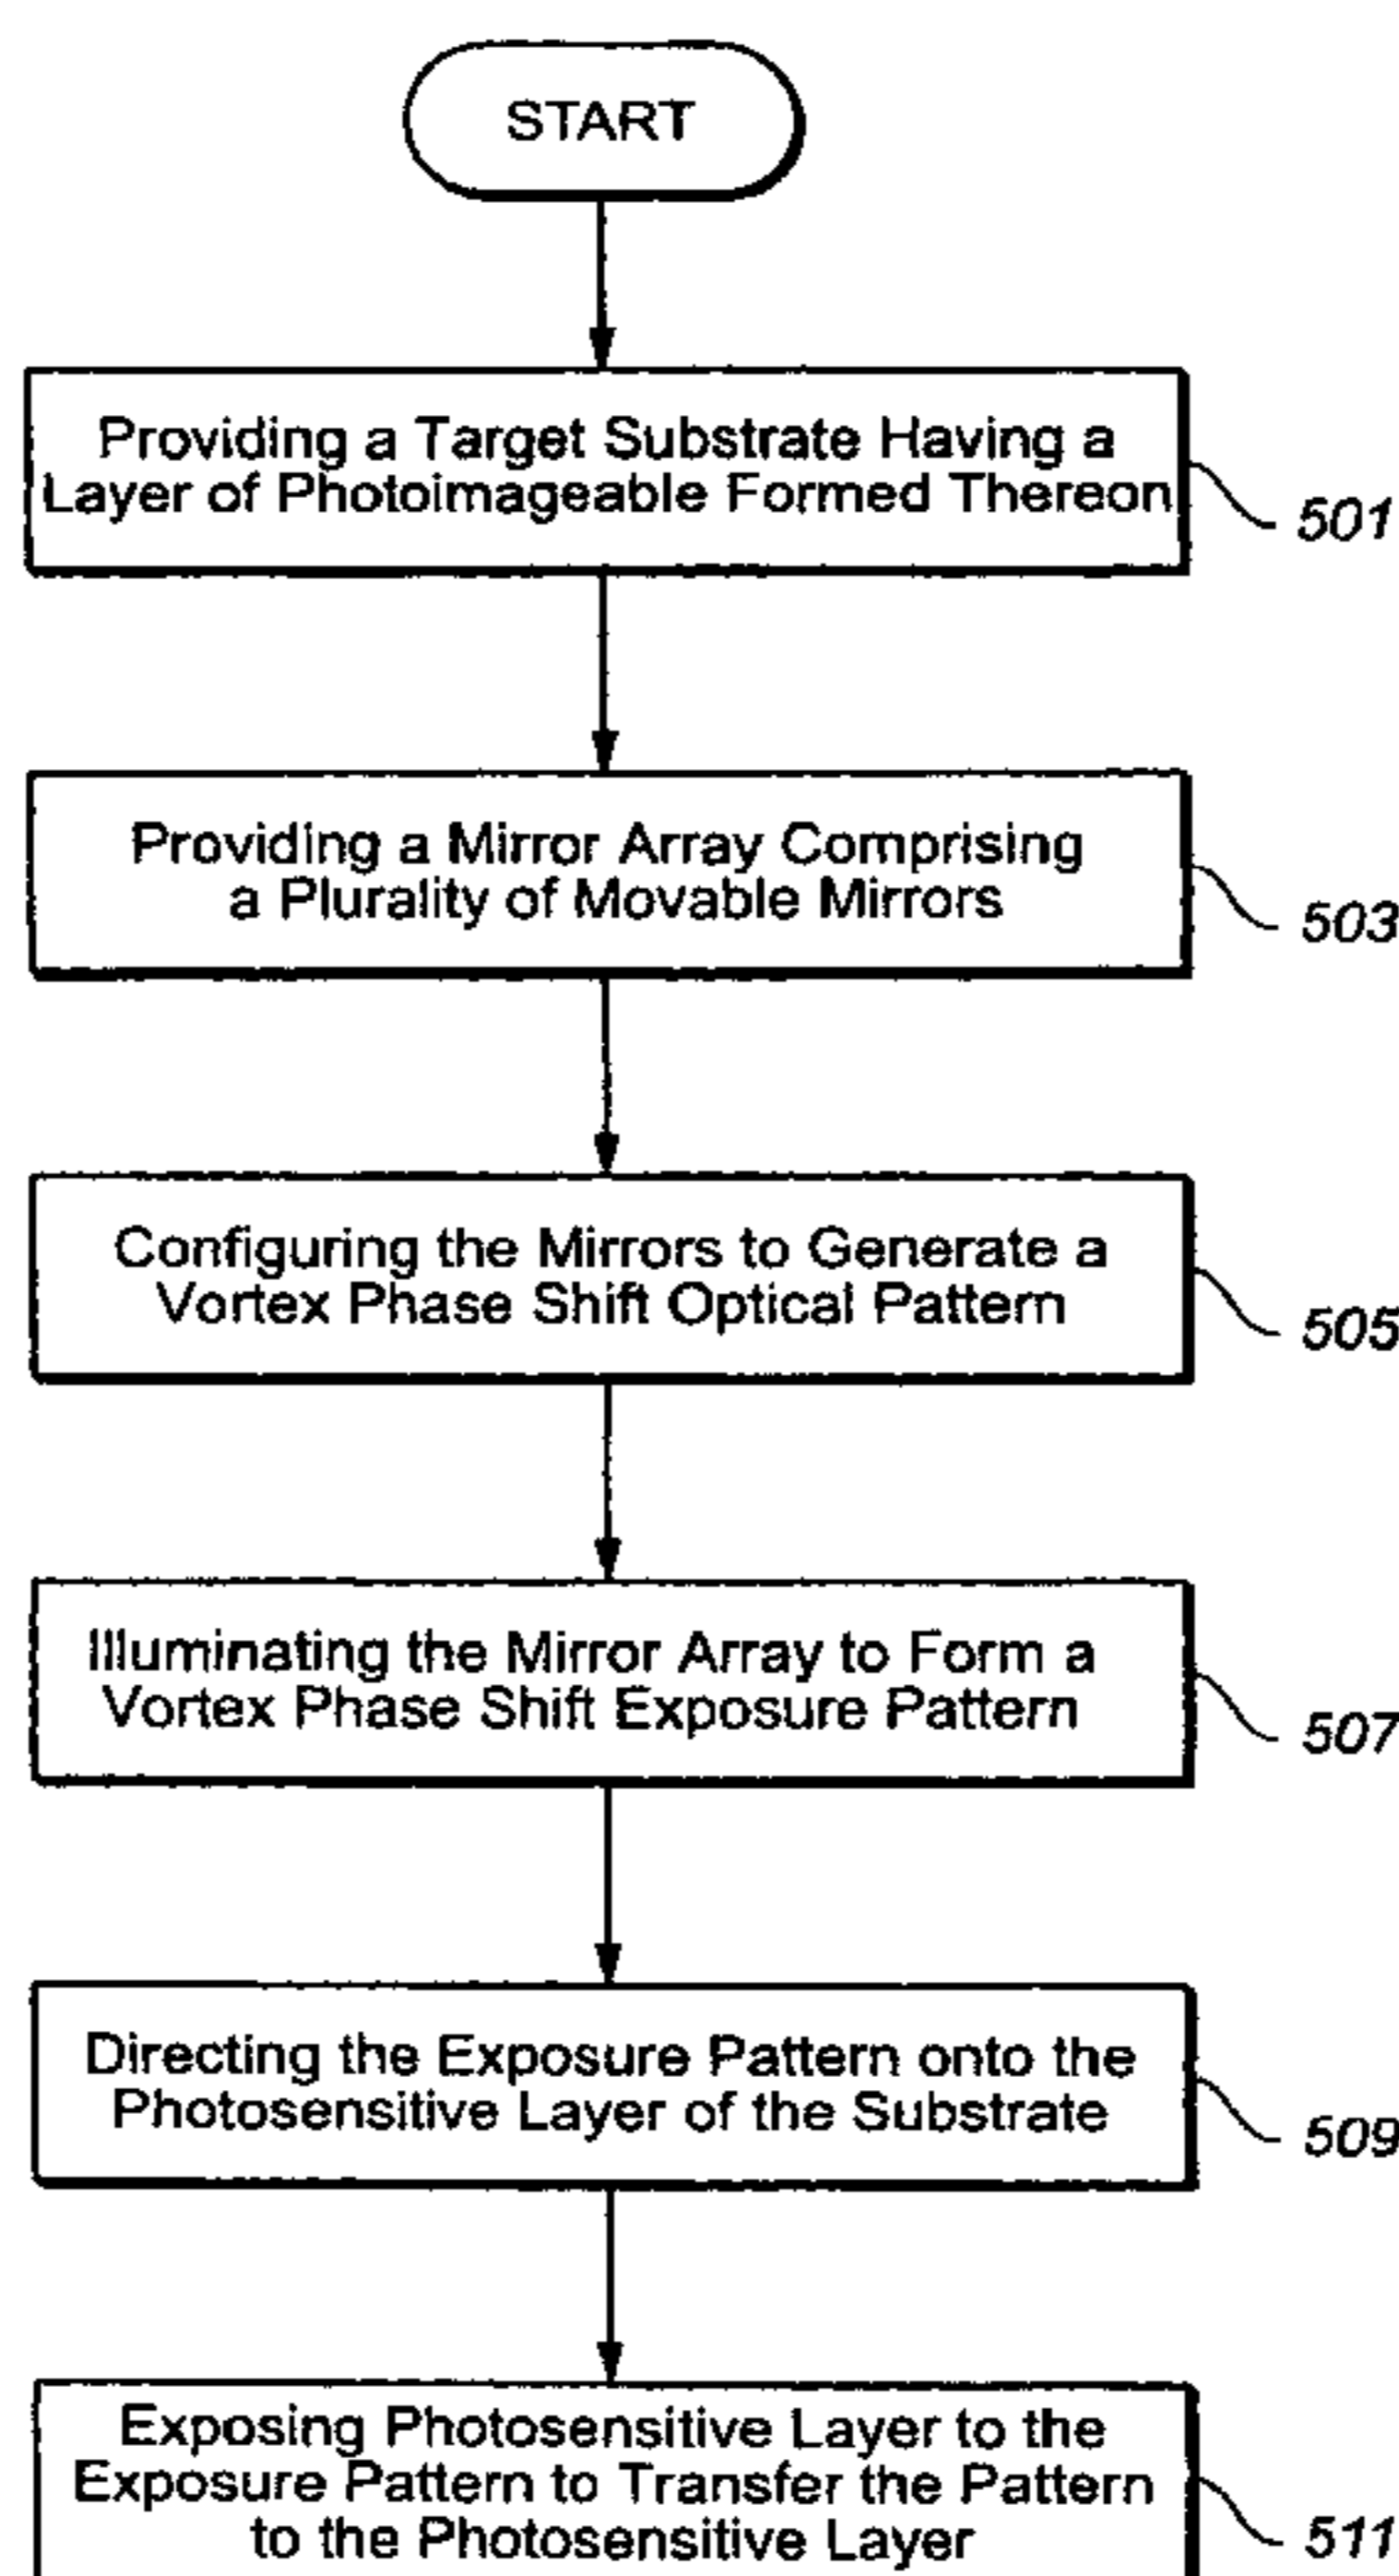 START
Providing a Target Substrate Having a
Layer of Photoimageable Formed Thereon
501
Providing a Mirror Array Comprising
a Plurality of Movable Mirrors
503
Configuring the Mirrors to Generate a
Vortex Phase Shift Optical Pattern
505
Illuminating the Mirror Array to Form a
Vortex Phase Shift Exposure Pattern
507
Directing the Exposure Pattern onto the
Photosensitive Layer of the Substrate
509
Exposing Photosensitive Layer to the
Exposure Pattern to Transfer the Pattern
to the Photosensitive Layer
511